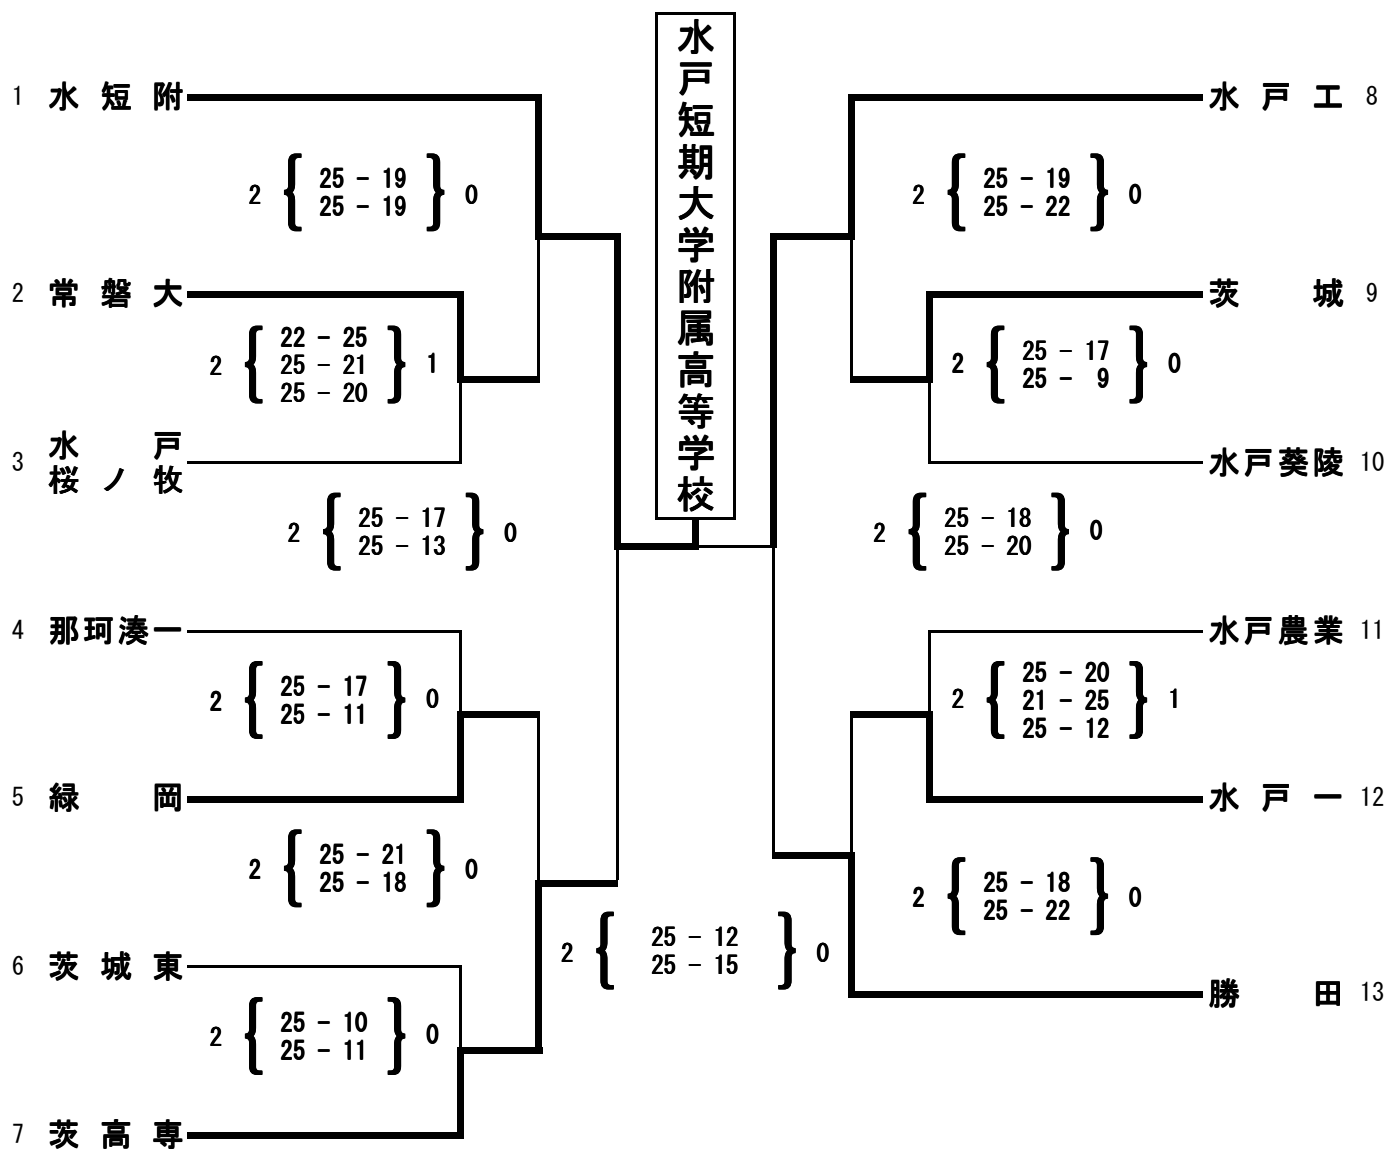 水戸短期大学附属高等学校
1 水短附
2 { 25 - 19 } 0
25 - 19
2 常磐大
2 { 22 - 25 } 1
25 - 21
25 - 20
3 水戸
桜ノ牧
2 { 25 - 17 } 0
25 - 13
4 那珂湊一
2 { 25 - 17 } 0
25 - 11
5 緑岡
2 { 25 - 21 } 0
25 - 18
6 茨城東
2 { 25 - 10 } 0
25 - 11
7 茨高専
2 { 25 - 12 } 0
25 - 15
水戸工 8
2 { 25 - 19 } 0
25 - 22
茨城 9
2 { 25 - 17 } 0
25 - 9
水戸葵陵 10
2 { 25 - 18 } 0
25 - 20
水戸農業 11
2 { 25 - 20 } 1
21 - 25
25 - 12
水戸一 12
2 { 25 - 18 } 0
25 - 22
勝田 13